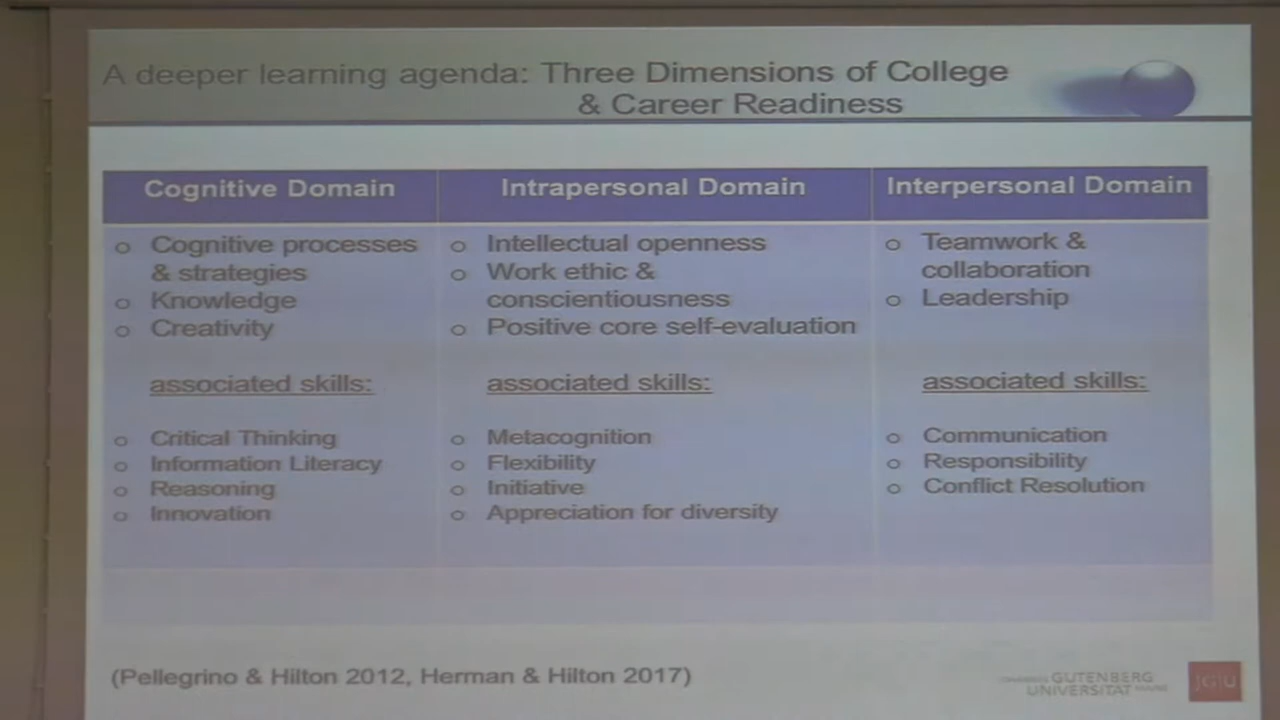 A deeper learning agenda: Three Dimensions of College
& Career Readiness
Cognitive Domain
o Cognitive processes
& strategies
o Knowledge
o Creativity
associated skills:
o Critical Thinking
o Information Literacy
o Reasoning
o Innovation
Intrapersonal Domain
o Intellectual openness
o Work ethic &
conscientiousness
o Positive core self-evaluation
associated skills:
o Metacognition
o Flexibility
o Initiative
o Appreciation for diversity
Interpersonal Domain
o Teamwork &
collaboration
o Leadership
associated skills:
o Communication
o Responsibility
o Conflict Resolution
(Pellegrino & Hilton 2012, Herman & Hilton 2017)
GUTENBERG
UNIVERSITÄT
JG|U